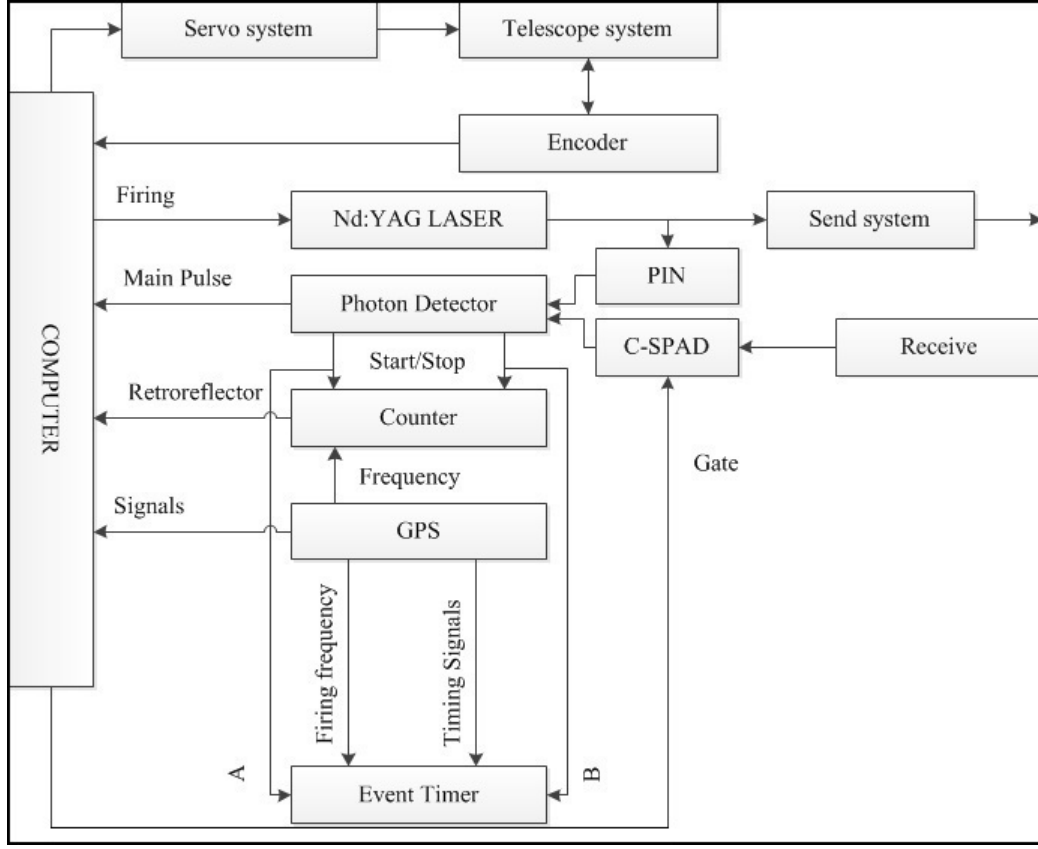 Servo system
Telescope system
Encoder
Firing
Nd:YAG LASER
Send system
PIN
Main Pulse
Photon Detector
C-SPAD
Receive
COMPUTER
Start/Stop
Retroreflector
Counter
Gate
Frequency
Signals
GPS
Firing frequency
Timing Signals
A
B
Event Timer